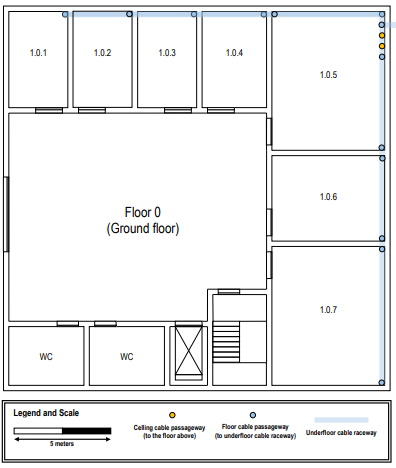 1.0.1
1.0.2
1.0.3
1.0.4
1.0.5
1.0.6
Floor 0
(Ground floor)
1.0.7
WC
WC
Legend and Scale
5 meters
Celling cable passageway
(to the floor above)
Floor cable passageway
(to underfloor cable raceway)
Underfloor cable raceway